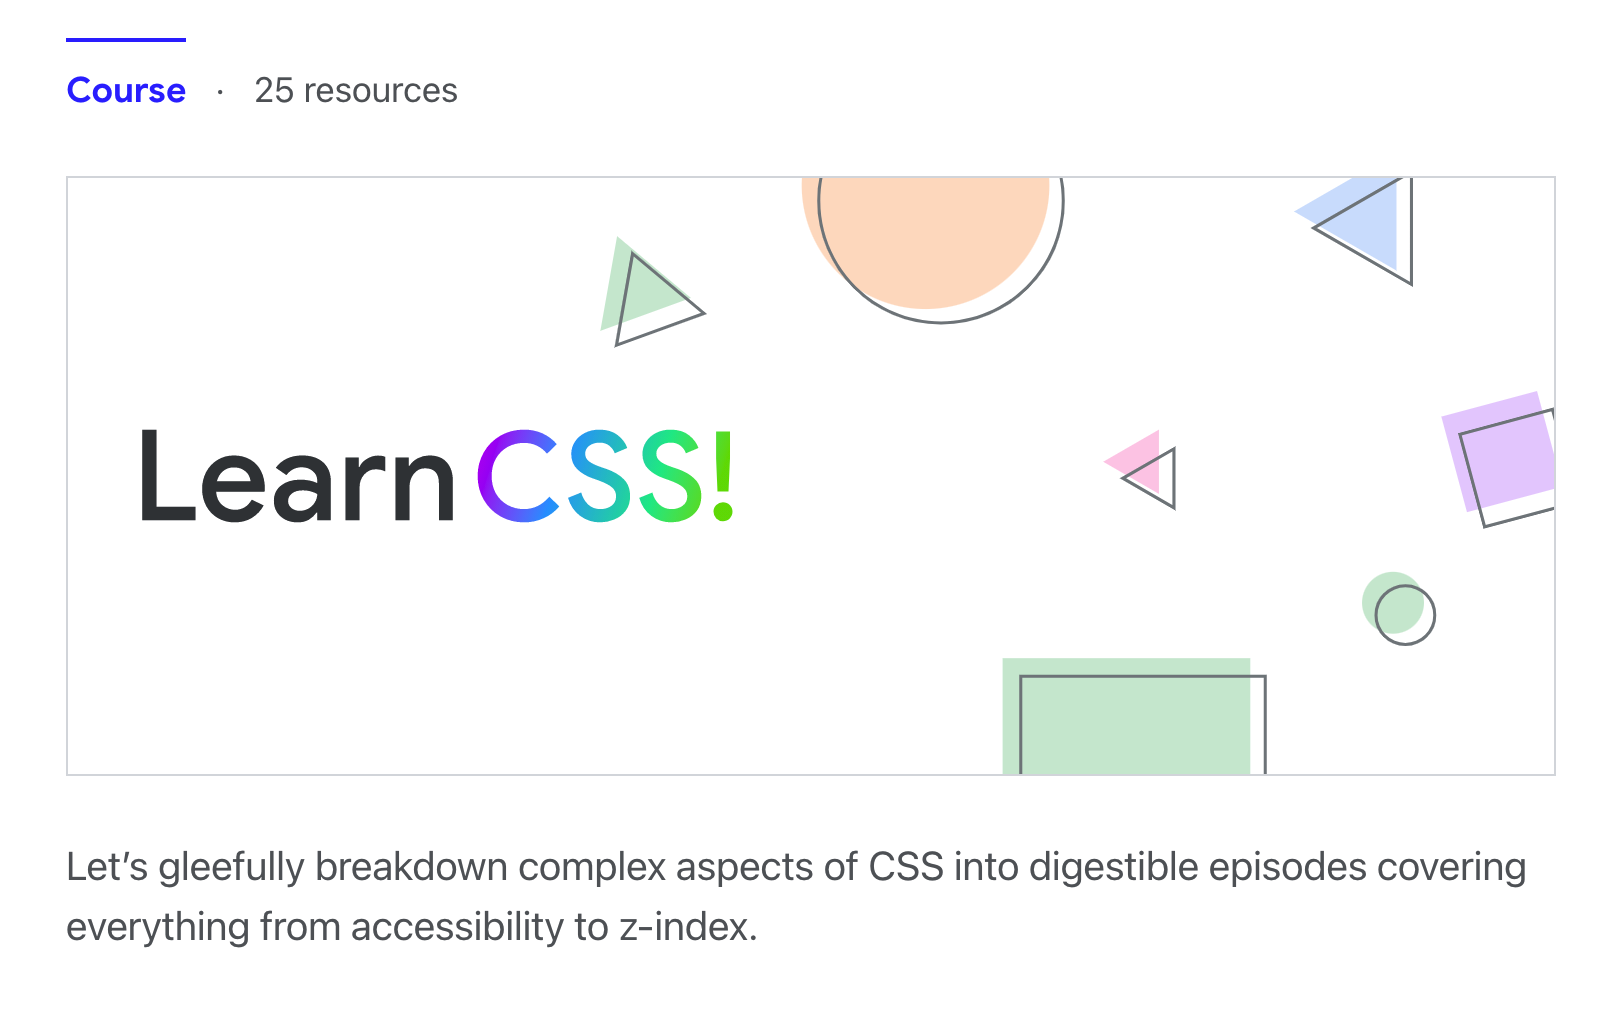 Course · 25 resources
Learn CSS!
Let’s gleefully breakdown complex aspects of CSS into digestible episodes covering
everything from accessibility to z-index.